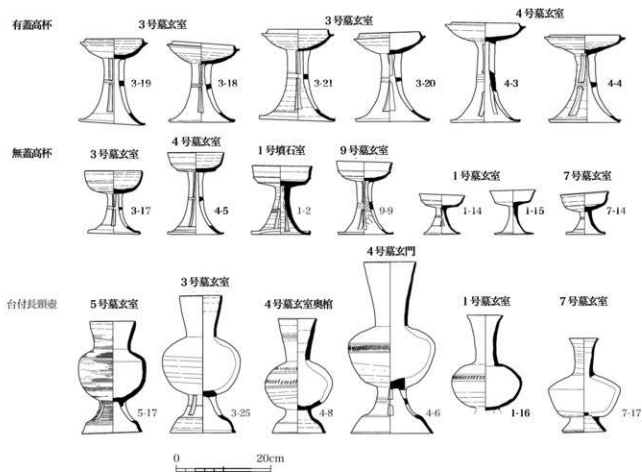 有蓋高杯 3号墓玄室 3号墓玄室 4号墓玄室
3-19 3-18 3-21 3-20 4-3 4-4
無蓋高杯 3号墓玄室 4号墓玄室 1号墳石室 9号墓玄室 1号墓玄室 7号墓玄室
3-17 4-5 1-2 9-9 1-14 1-15 7-14
台付長頸壺 5号墓玄室 3号墓玄室 4号墓玄室奥棺 4号墓玄門 1号墓玄室 7号墓玄室
5-17 3-25 4-8 4-6 1-16 7-17
0 20cm